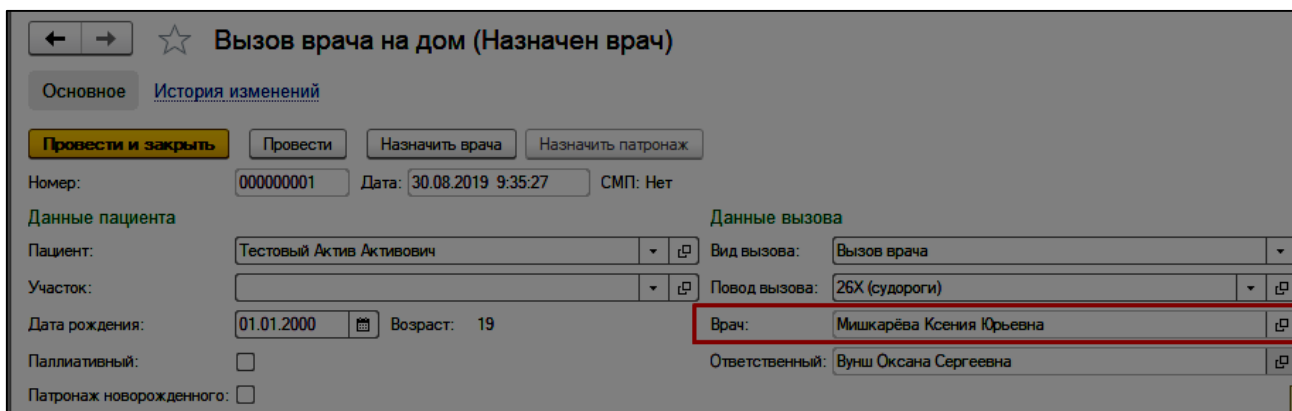 Вызов врача на дом (Назначен врач)
Основное История изменений
Провести и закрыть Провести Назначить врача Назначить патронаж
Номер: 000000001 Дата: 30.08.2019 9:35:27 СМП: Нет
Данные пациента Данные вызова
Пациент: Тестовый Актив Активович Вид вызова: Вызов врача
Участок: Повод вызова: 26Х (судороги)
Дата рождения: 01.01.2000 Возраст: 19 Врач: Мишкарёва Ксения Юрьевна
Паллиативный: Ответственный: Вунш Оксана Сергеевна
Патронаж новорожденного: